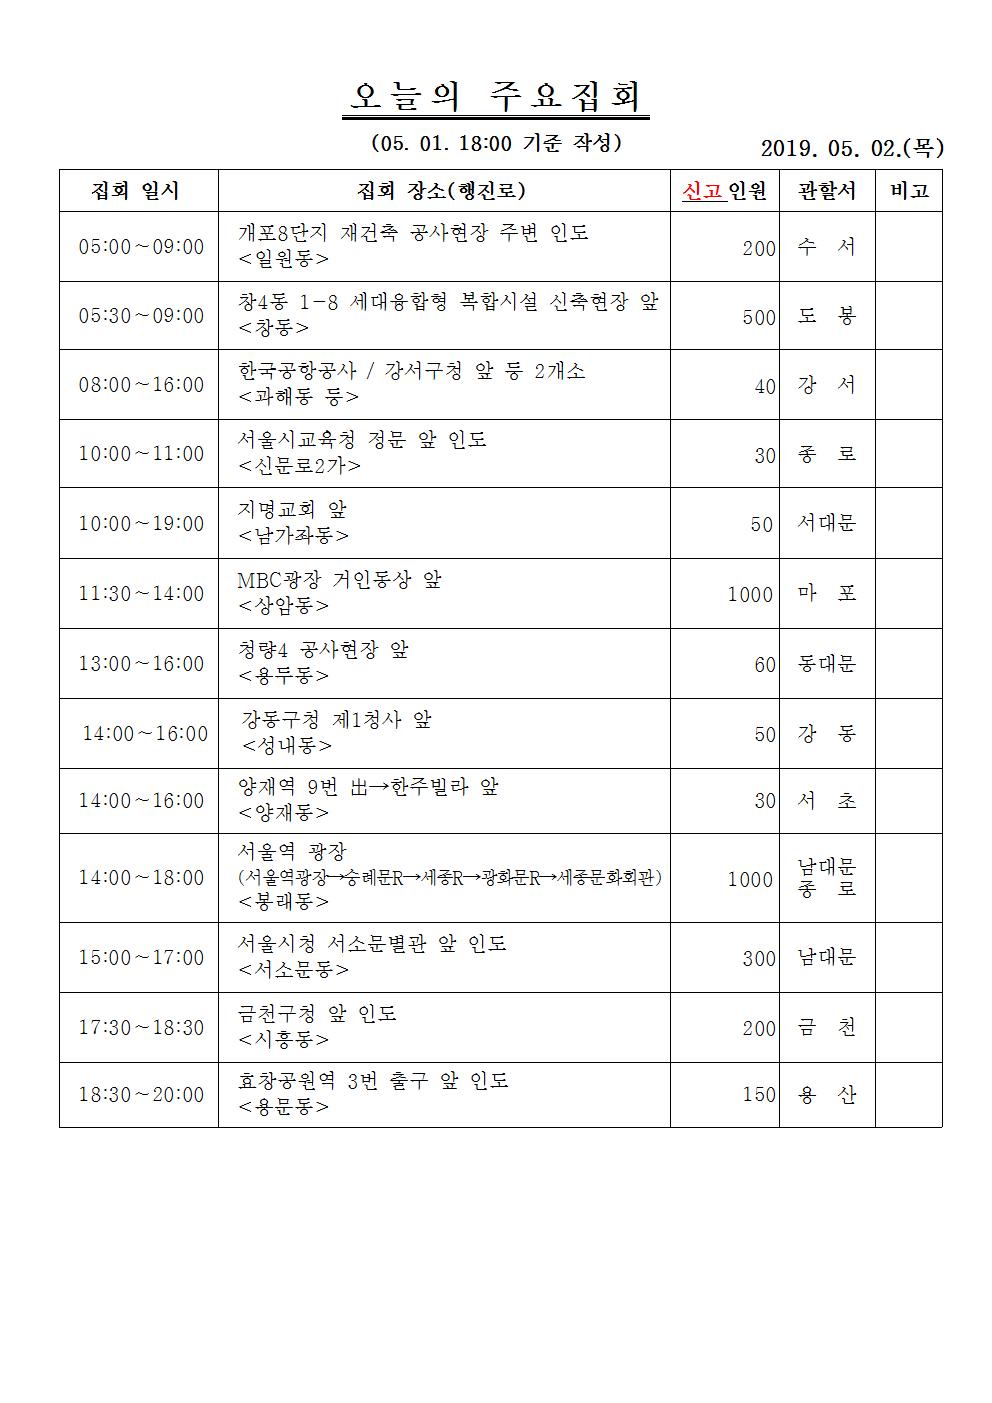 오늘의 주요집회
(05. 01. 18:00 기준 작성)
2019. 05. 02.(목)
집회 일시 집회 장소(행진로) 신고인원 관할서 비고
05:00~09:00 개포8단지 재건축 공사현장 주변 인도 200 수 서
<일원동>
05:30~09:00 창4동 1-8 세대융합형 복합시설 신축현장 앞 500 도 봉
<창동>
08:00~16:00 한국공항공사 / 강서구청 앞 등 2개소 40 강 서
<과해동 등>
10:00~11:00 서울시교육청 정문 앞 인도 30 종 로
<신문로2가>
10:00~19:00 지명교회 앞 50 서대문
<남가좌동>
11:30~14:00 MBC광장 거인동상 앞 1000 마 포
<상암동>
13:00~16:00 청량4 공사현장 앞 60 동대문
<용두동>
14:00~16:00 강동구청 제1청사 앞 50 강 동
<성내동>
14:00~16:00 양재역 9번 出→한주빌라 앞 30 서 초
<양재동>
서울역 광장
14:00~18:00 (서울역광장→숭례문R→세종R→광화문R→세종문화회관) 1000 남대문
<봉래동> 종 로
15:00~17:00 서울시청 서소문별관 앞 인도 300 남대문
<서소문동>
17:30~18:30 금천구청 앞 인도 200 금 천
<시흥동>
18:30~20:00 효창공원역 3번 출구 앞 인도 150 용 산
<용문동>